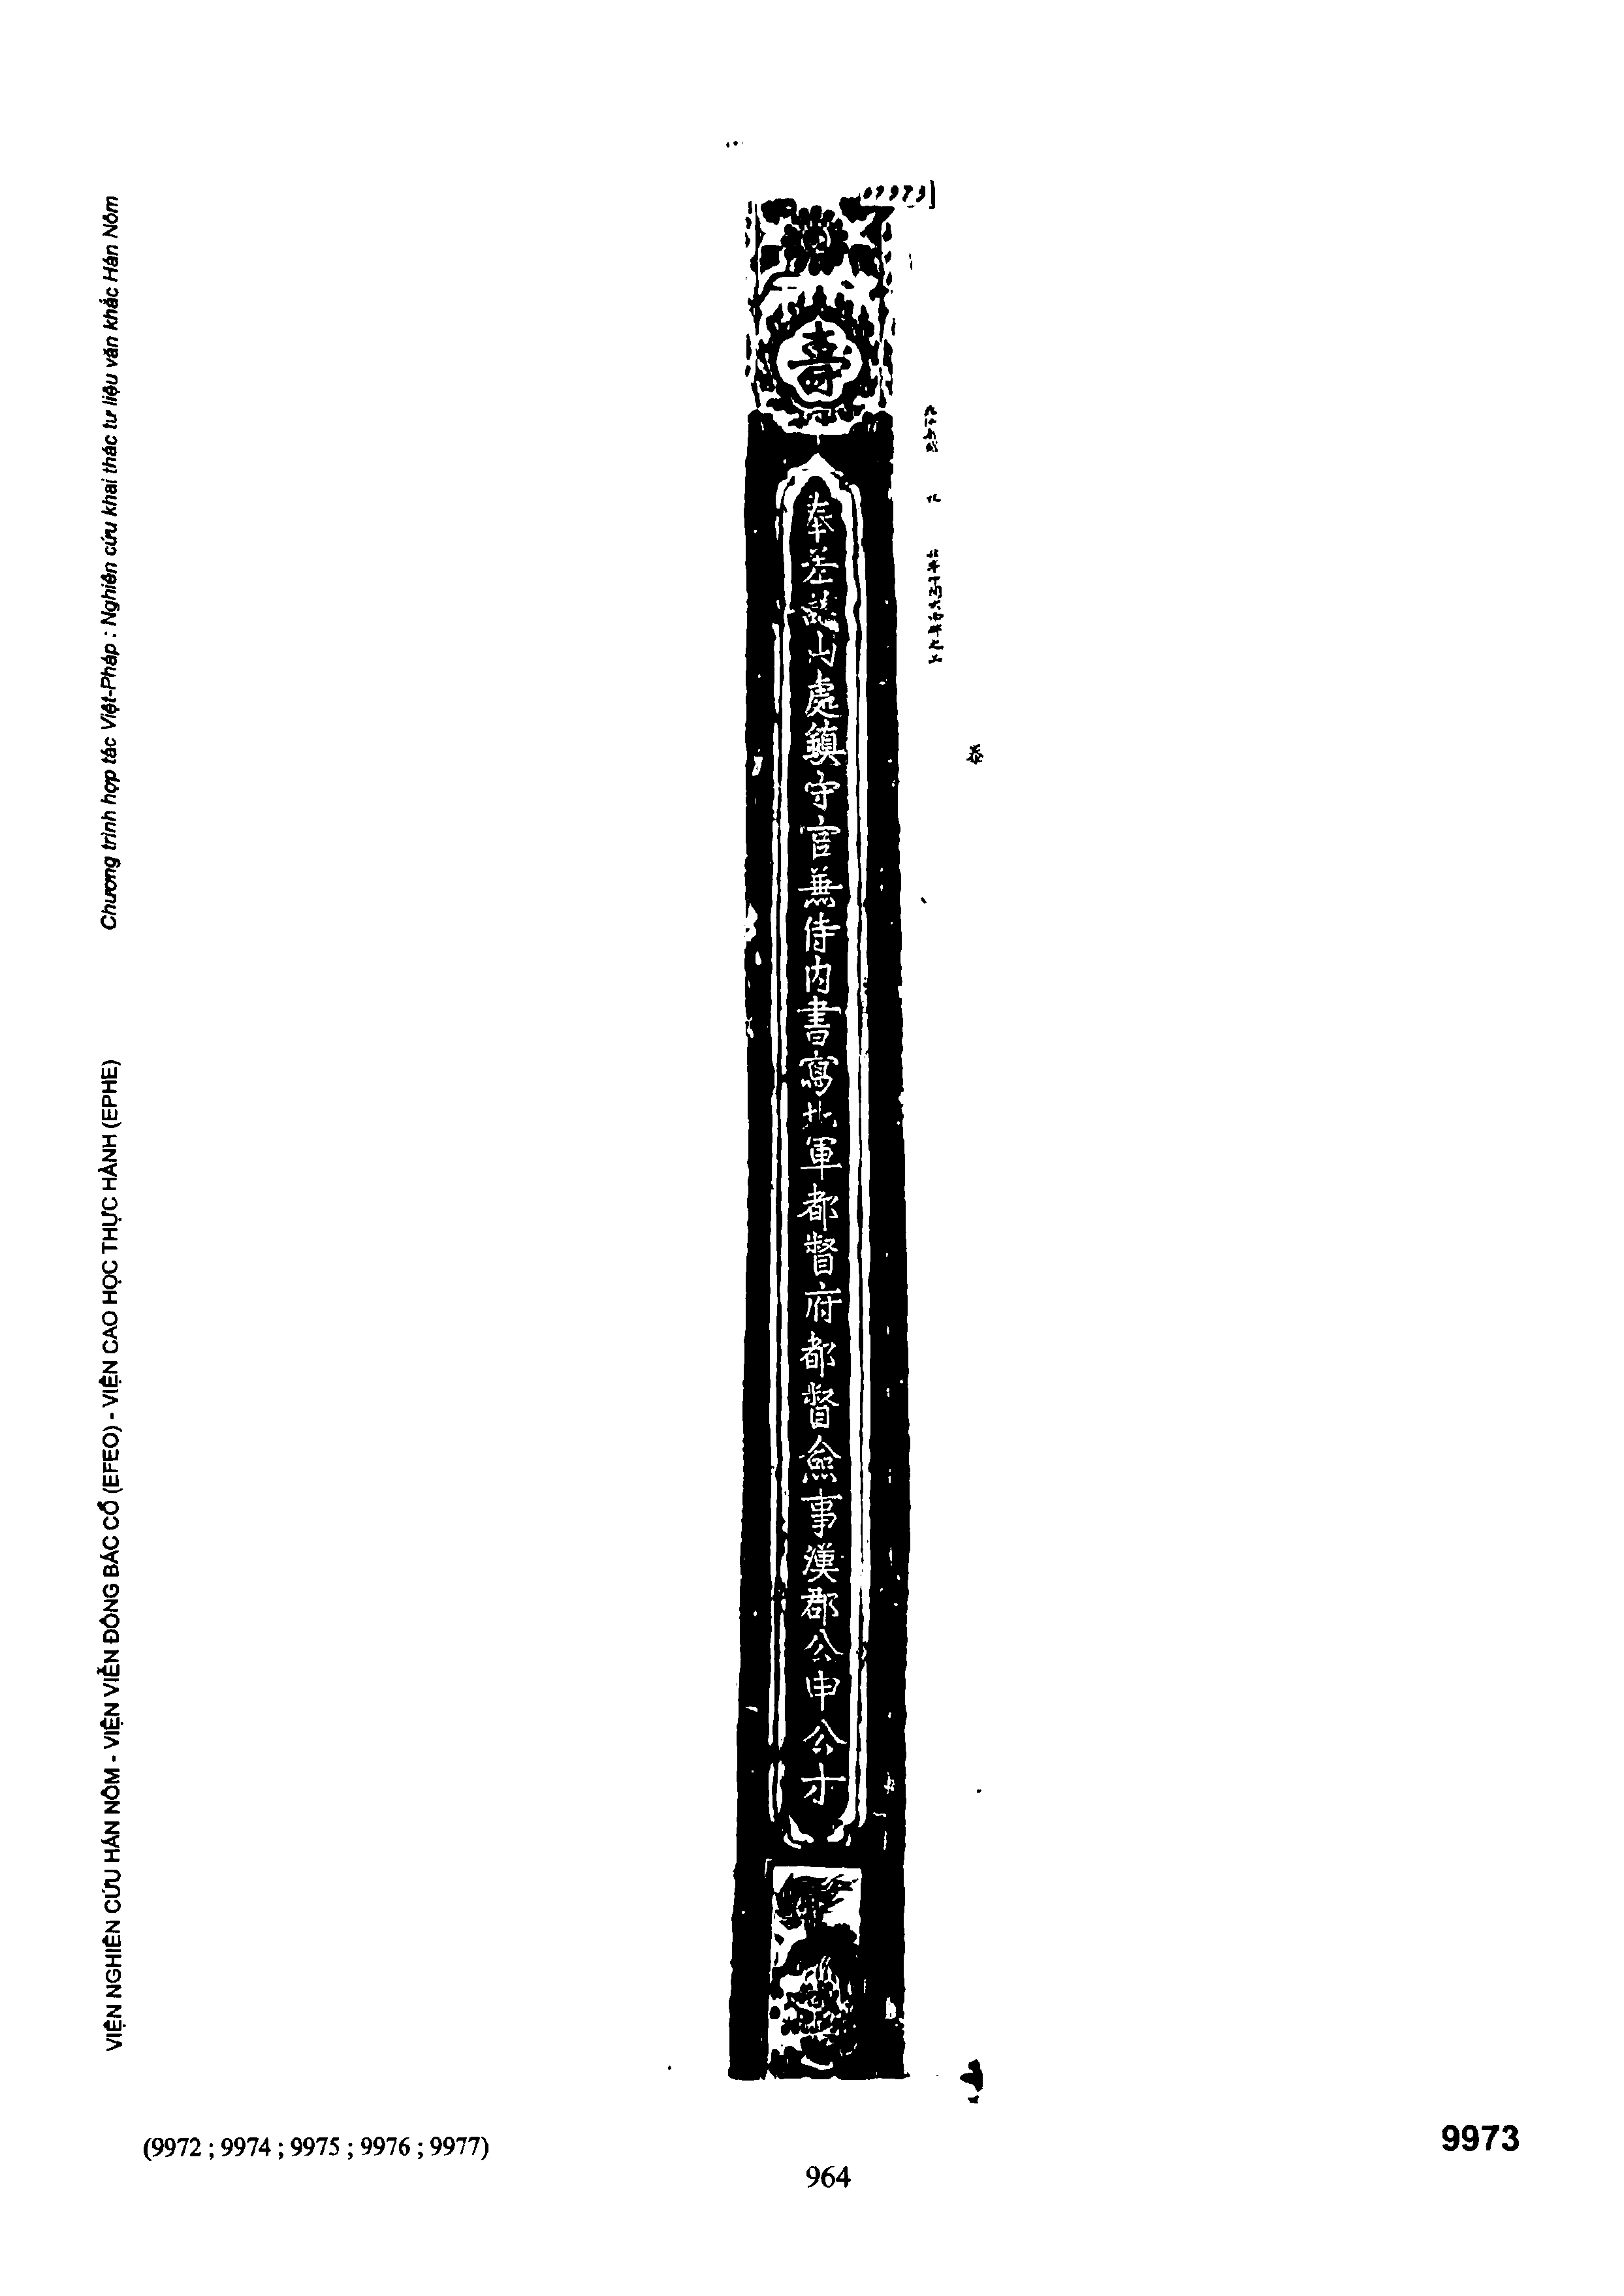 壽
奉差諒山處鎮守官兼侍內書寫北軍都督府都督僉事漢郡公申公才
Chương trình hợp tác Việt-Pháp : Nghiên cứu khai thác tư liệu văn khắc Hán Nôm
VIỆN NGHIÊN CỨU HÁN NÔM - VIỆN VIỄN ĐÔNG BÁC CỔ (EFEO) - VIỆN CAO HỌC THỰC HÀNH (EPHE)
(9972 ; 9974 ; 9975 ; 9976 ; 9977)
9973
964